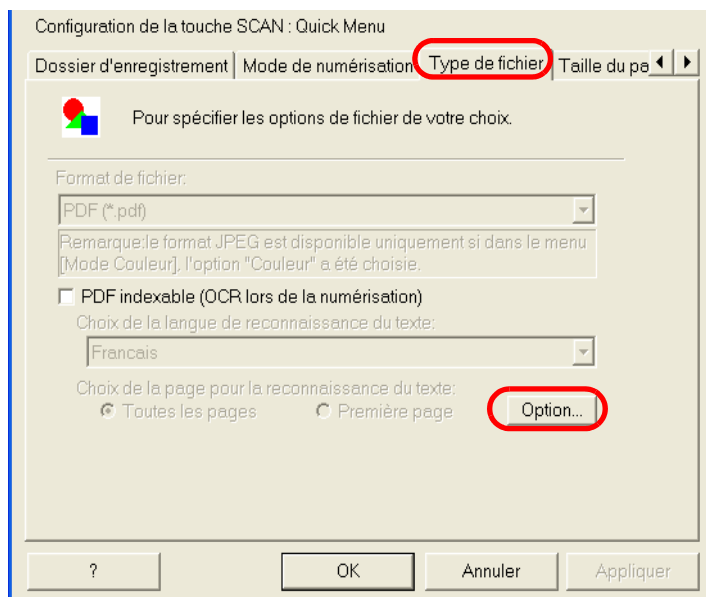 Configuration de la touche SCAN : Quick Menu
Dossier d'enregistrement Mode de numérisation Type de fichier Taille du pa
Pour spécifier les options de fichier de votre choix.
Format de fichier:
PDF (*.pdf)
Remarque:le format JPEG est disponible uniquement si dans le menu
[Mode Couleur], l'option "Couleur" a été choisie.
PDF indexable (OCR lors de la numérisation)
Choix de la langue de reconnaissance du texte:
Francais
Choix de la page pour la reconnaissance du texte:
Toutes les pages Première page Option...
? OK Annuler Appliquer